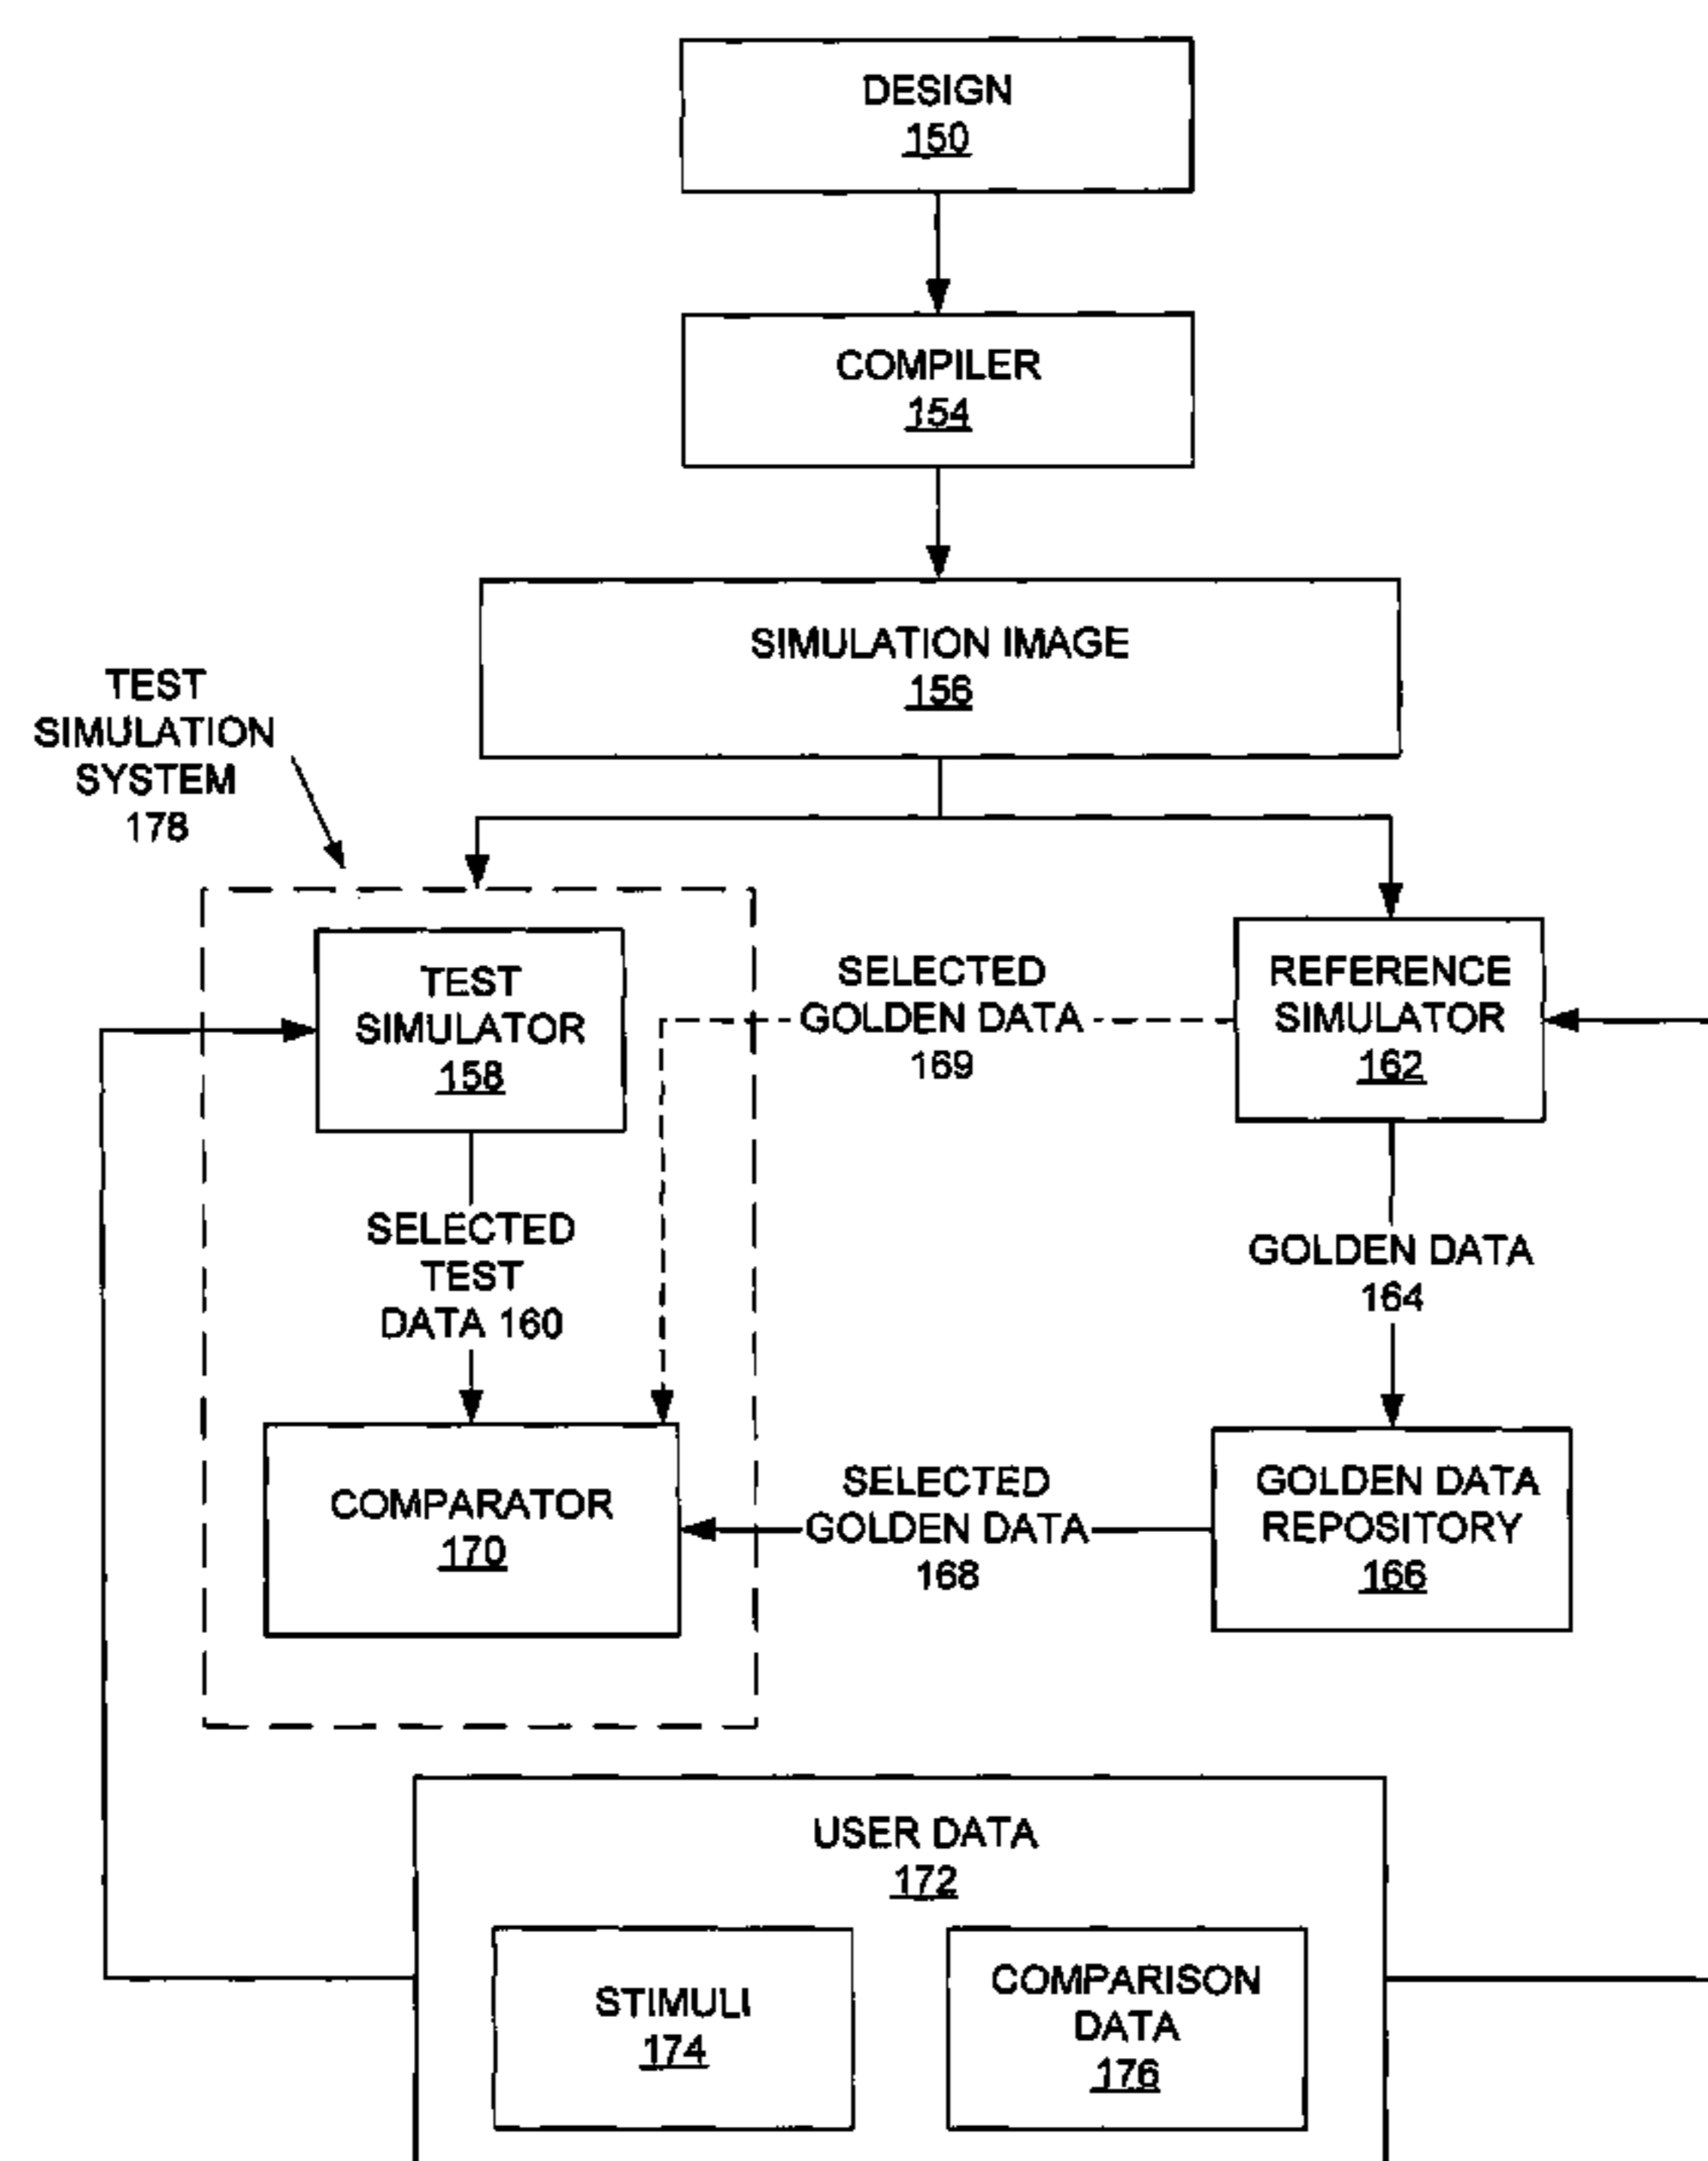 DESIGN
150
COMPILER
154
SIMULATION IMAGE
156
TEST
SIMULATION
SYSTEM
178
TEST
SIMULATOR
158
SELECTED
GOLDEN DATA
169
REFERENCE
SIMULATOR
162
SELECTED
TEST
DATA 160
GOLDEN DATA
164
COMPARATOR
170
SELECTED
GOLDEN DATA
168
GOLDEN DATA
REPOSITORY
166
USER DATA
172
STIMULI
174
COMPARISON
DATA
176